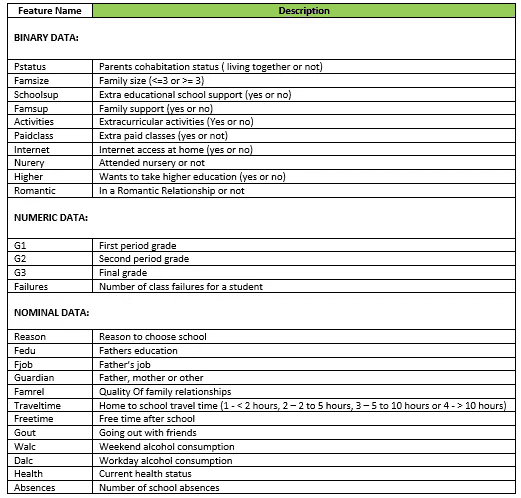 Feature Name Description
BINARY DATA:
Pstatus Parents cohabitation status ( living together or not)
Famsize Family size (<=3 or >= 3)
Schoolsup Extra educational school support (yes or no)
Famsup Family support (yes or no)
Activities Extracurricular activities (Yes or no)
Paidclass Extra paid classes (yes or not)
Internet Internet access at home (yes or no)
Nurery Attended nursery or not
Higher Wants to take higher education (yes or no)
Romantic In a Romantic Relationship or not
NUMERIC DATA:
G1 First period grade
G2 Second period grade
G3 Final grade
Failures Number of class failures for a student
NOMINAL DATA:
Reason Reason to choose school
Fedu Fathers education
Fjob Father's job
Guardian Father, mother or other
Famrel Quality Of family relationships
Traveltime Home to school travel time (1 - < 2 hours, 2 – 2 to 5 hours, 3 – 5 to 10 hours or 4 - > 10 hours)
Freetime Free time after school
Gout Going out with friends
Walc Weekend alcohol consumption
Dalc Workday alcohol consumption
Health Current health status
Absences Number of school absences